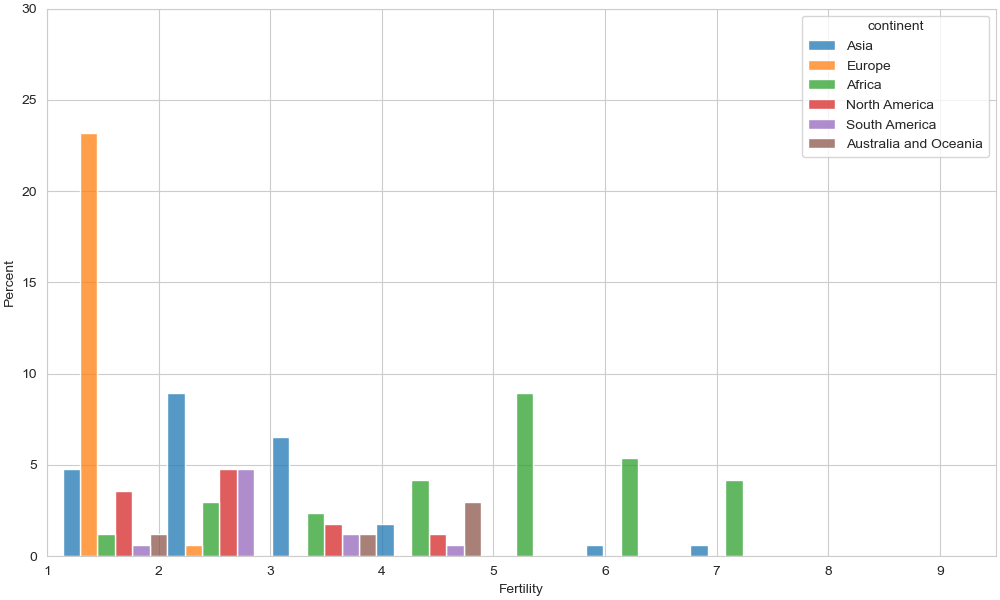 30
25
20
15
10
5
0
Percent
continent
Asia
Europe
Africa
North America
South America
Australia and Oceania
1 2 3 4 5 6 7 8 9
Fertility